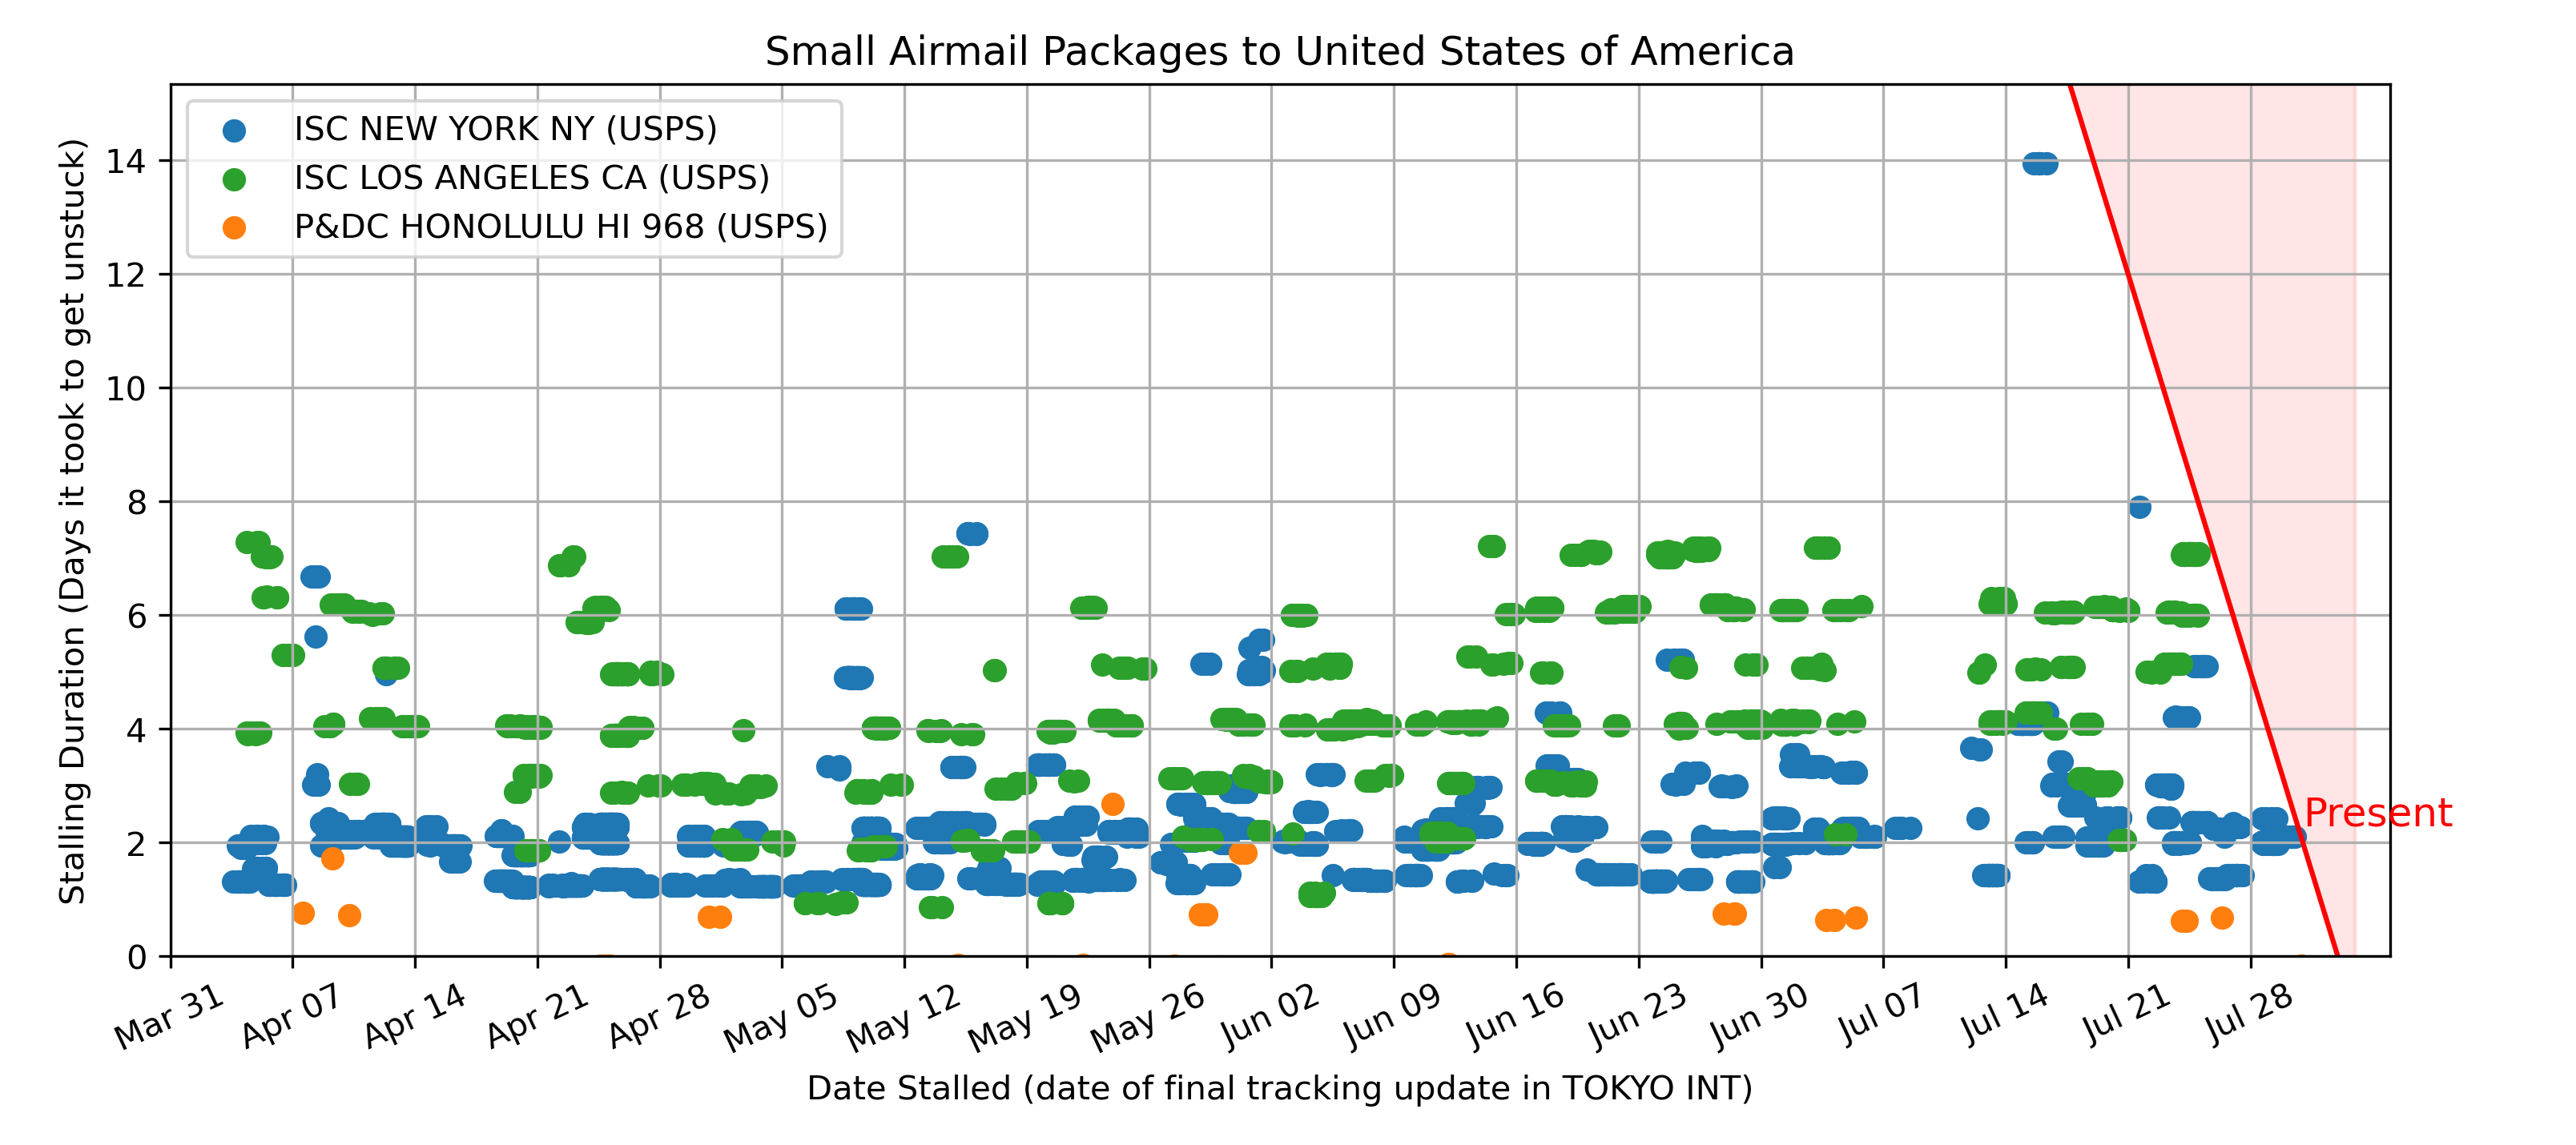 Small Airmail Packages to United States of America
ISC NEW YORK NY (USPS)
ISC LOS ANGELES CA (USPS)
P&DC HONOLULU HI 968 (USPS)
Stalling Duration (Days it took to get unstuck)
14
12
10
8
6
4
2
0
Present
Mar 31
Apr 07
Apr 14
Apr 21
Apr 28
May 05
May 12
May 19
May 26
Jun 02
Jun 09
Jun 16
Jun 23
Jun 30
Jul 07
Jul 14
Jul 21
Jul 28
Date Stalled (date of final tracking update in TOKYO INT)